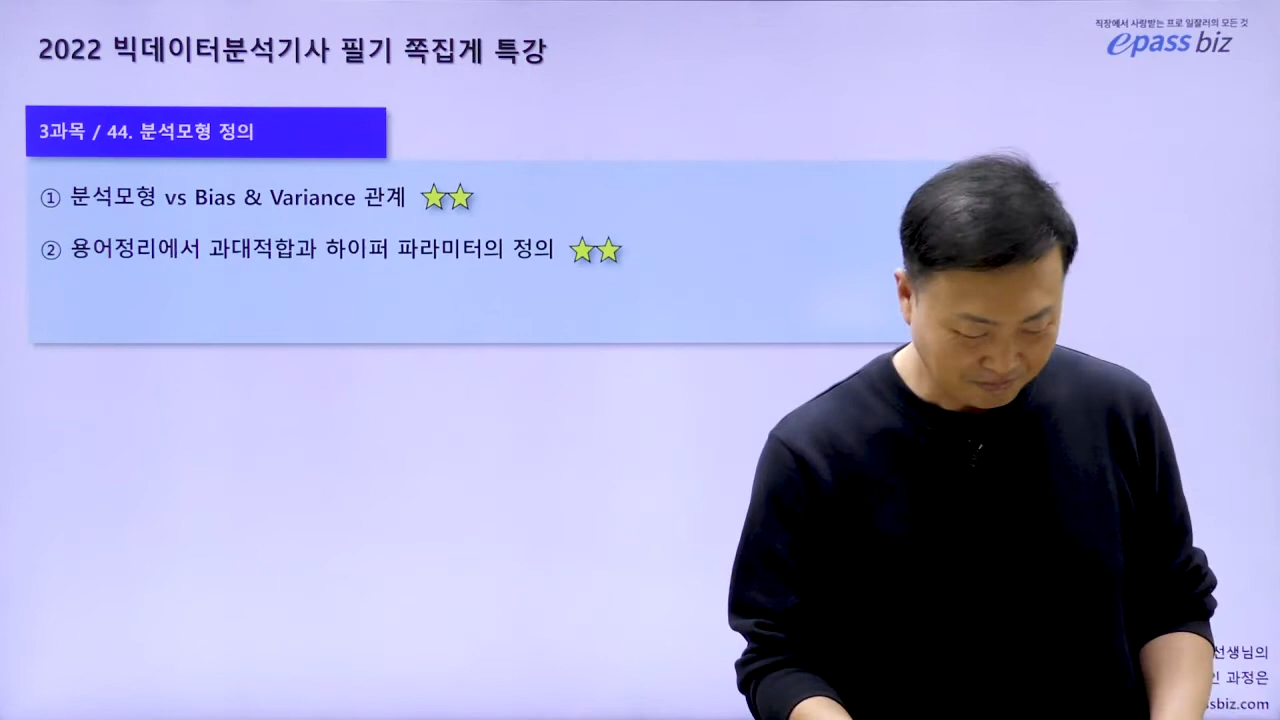 2022 빅데이터분석기사 필기 쪽집게 특강
직장에서 사랑받는 프로 일잘러의 모든 것
epass biz
3과목 / 44. 분석모형 정의
① 분석모형 vs Bias & Variance 관계 ★★
② 용어정리에서 과대적합과 하이퍼 파라미터의 정의 ★★
선생님의
과정은
sbiz.com